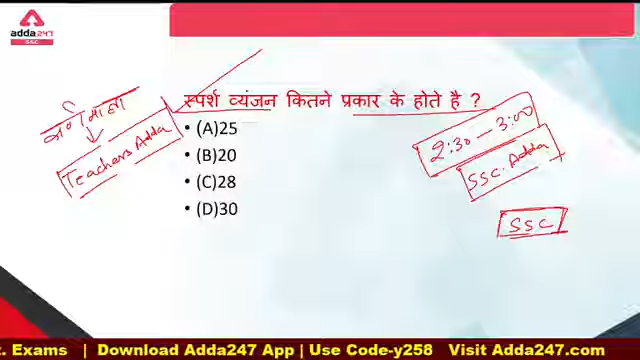 adda247
SSC
वर्णमाला
Teachers Adda
स्पर्श व्यंजन कितने प्रकार के होते है ?
• (A)25
• (B)20
• (C)28
• (D)30
2:30 - 3:00
SSC Adda
SSC
t. Exams | Download Adda247 App | Use Code-y258 Visit Adda247.com